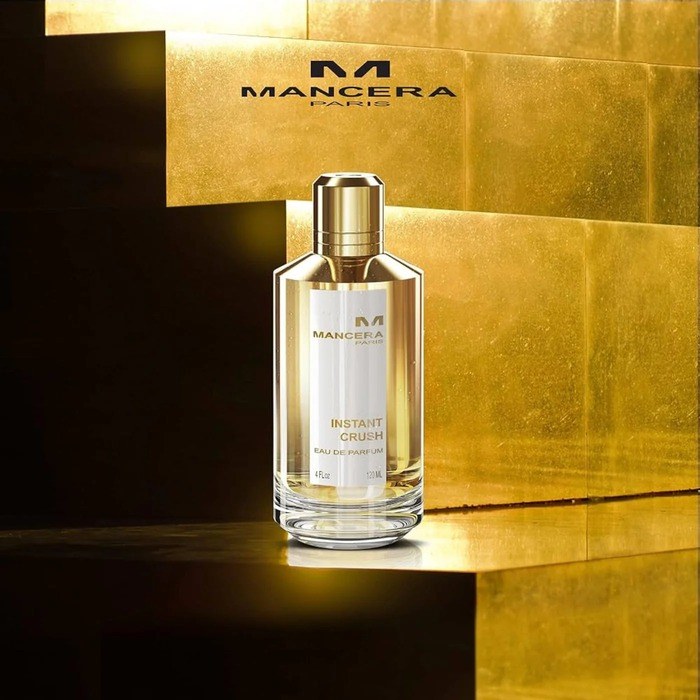 M
MANCERA
PARIS
M
MANCERA
PARIS
INSTANT
CRUSH
EAU DE PARFUM
4 FL.oz 120 ML